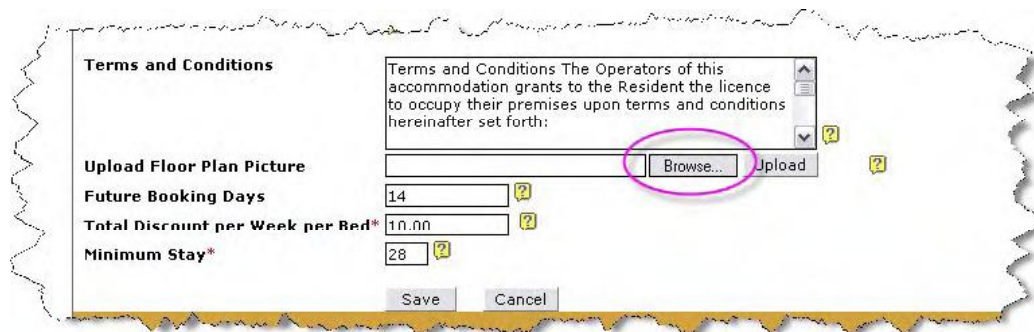 Terms and Conditions
Terms and Conditions The Operators of this
accommodation grants to the Resident the licence
to occupy their premises upon terms and conditions
hereinafter set forth:
?
Upload Floor Plan Picture Browse... Upload ?
Future Booking Days 14 ?
Total Discount per Week per Bed* 10.00 ?
Minimum Stay* 28 ?
Save Cancel